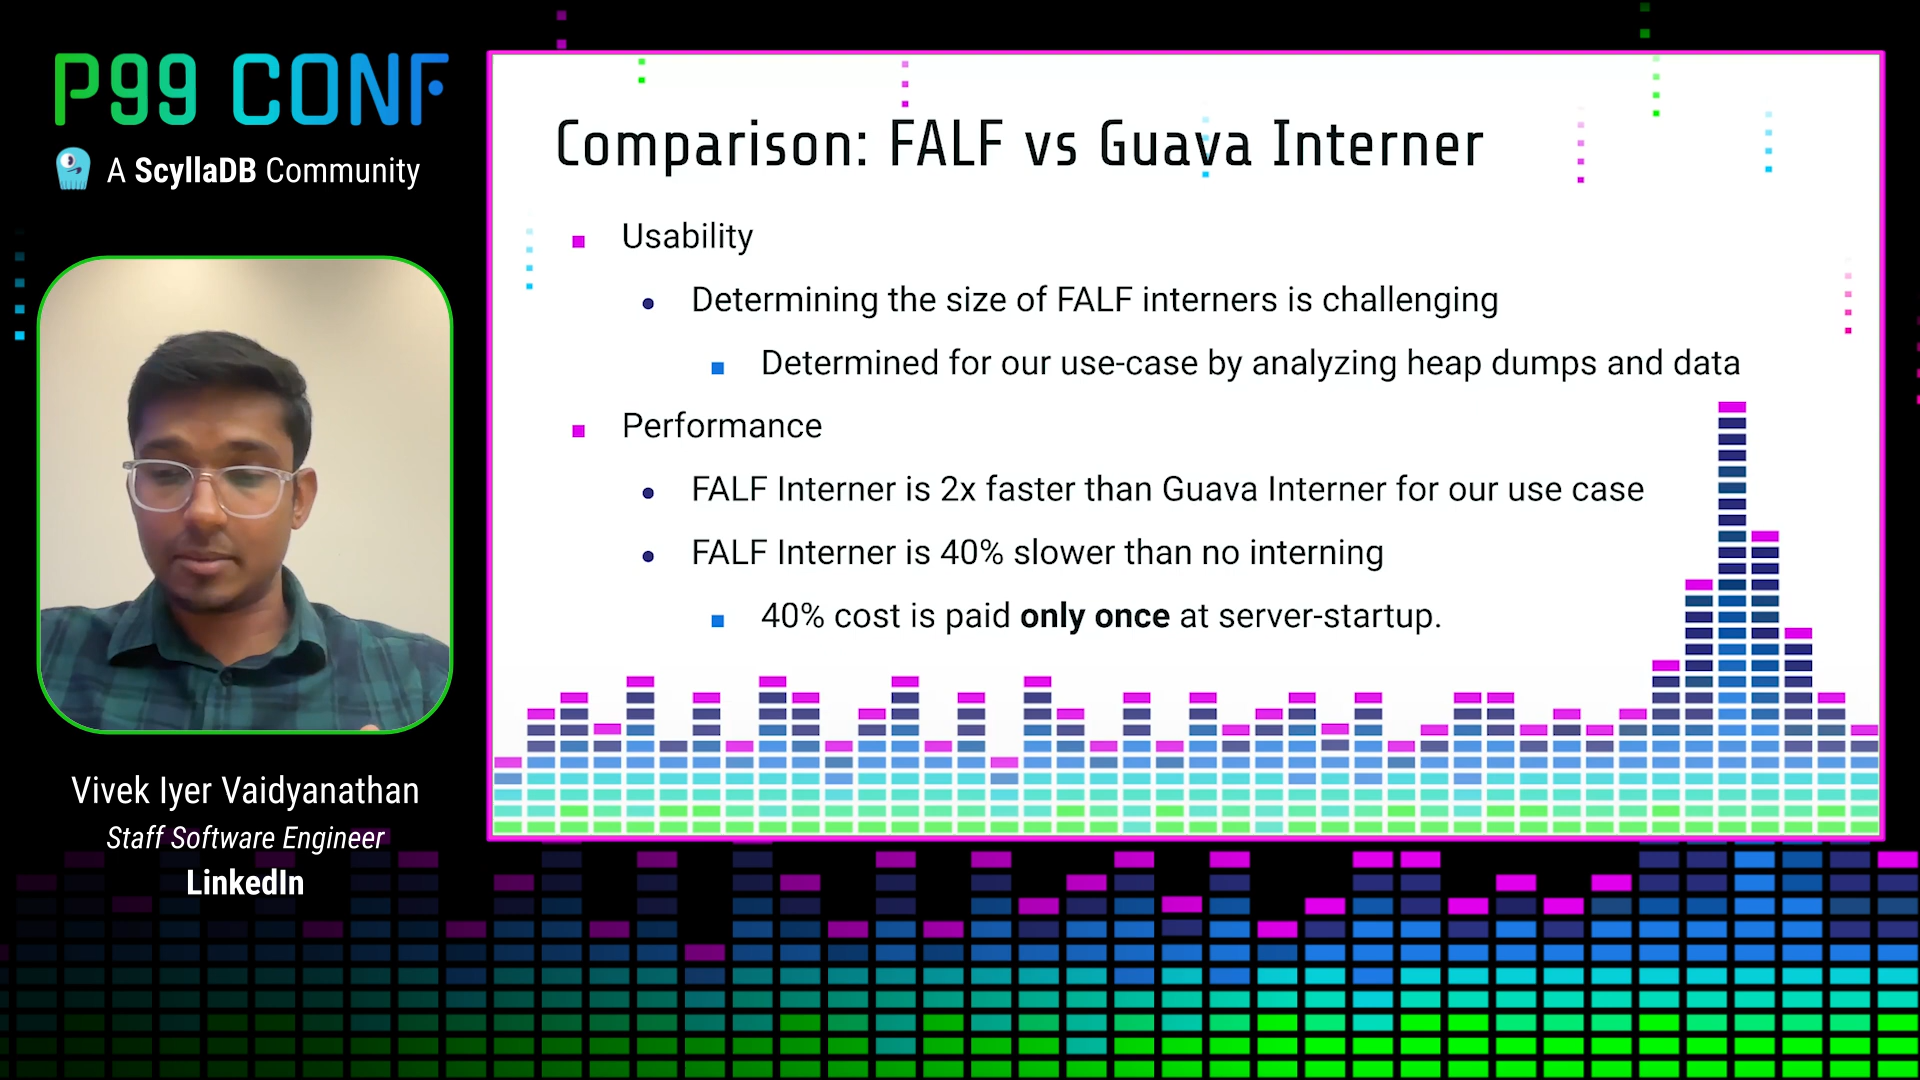 P99 CONF
A ScyllaDB Community
Vivek Iyer Vaidyanathan
Staff Software Engineer
LinkedIn
Comparison: FALF vs Guava Interner
Usability
Determining the size of FALF interners is challenging
Determined for our use-case by analyzing heap dumps and data
Performance
FALF Interner is 2x faster than Guava Interner for our use case
FALF Interner is 40% slower than no interning
40% cost is paid only once at server-startup.